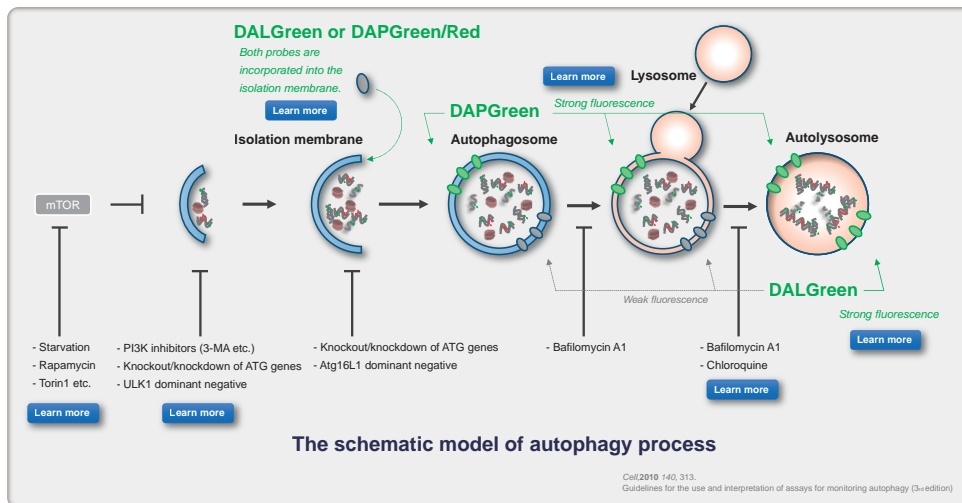 DALGreen or DAPGreen/Red
Both probes are
incorporated into the
isolation membrane.
Learn more
Isolation membrane
DAPGreen
Autophagosome
Learn more
Lysosome
Strong fluorescence
Autolysosome
mTOR
Weak fluorescence
DALGreen
Strong fluorescence
Learn more
- Starvation
- Rapamycin
- Torin1 etc.
Learn more
- PI3K inhibitors (3-MA etc.)
- Knockout/knockdown of ATG genes
- ULK1 dominant negative
Learn more
- Knockout/knockdown of ATG genes
- Atg16L1 dominant negative
- Bafilomycin A1
- Bafilomycin A1
- Chloroquine
Learn more
The schematic model of autophagy process
Cell,2010 140, 313.
Guidelines for the use and interpretation of assays for monitoring autophagy (3rd edition)